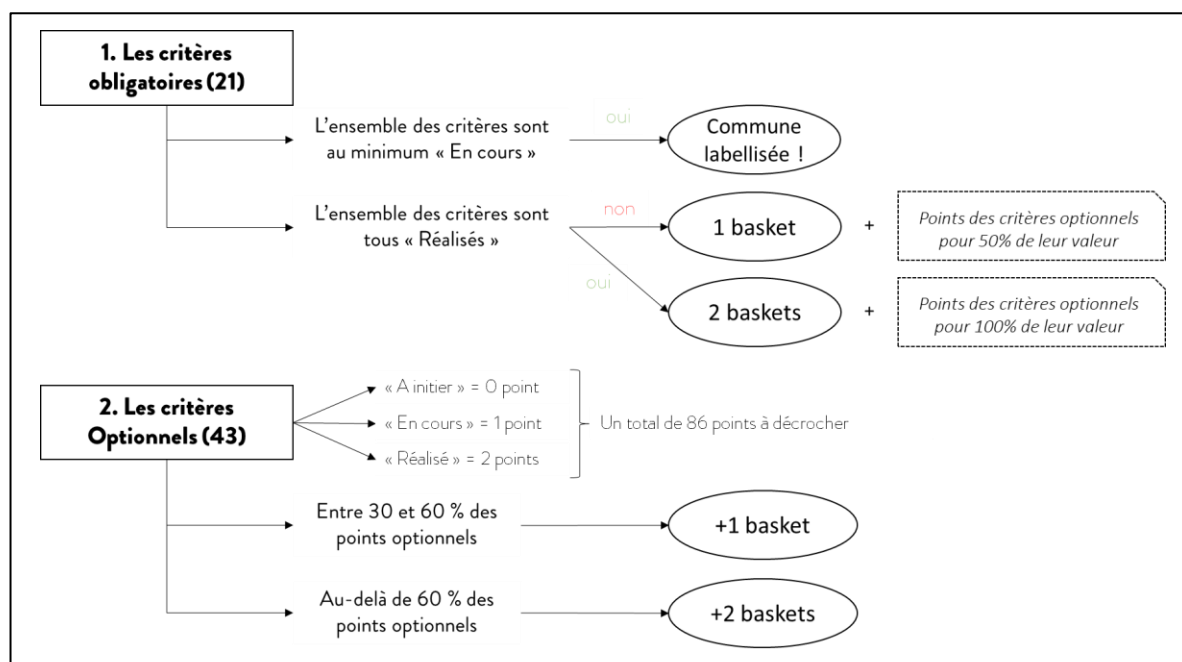 1. Les critères
obligatoires (21)
L'ensemble des critères sont
au minimum « En cours »
oui
Commune
labellisée !
L'ensemble des critères sont
tous « Réalisés »
non
1 basket
+
Points des critères optionnels
pour 50% de leur valeur
oui
2 baskets
+
Points des critères optionnels
pour 100% de leur valeur
2. Les critères
Optionnels (43)
« A initier » = 0 point
« En cours » = 1 point
« Réalisé » = 2 points
Un total de 86 points à décrocher
Entre 30 et 60 % des
points optionnels
+1 basket
Au-delà de 60 % des
points optionnels
+2 baskets